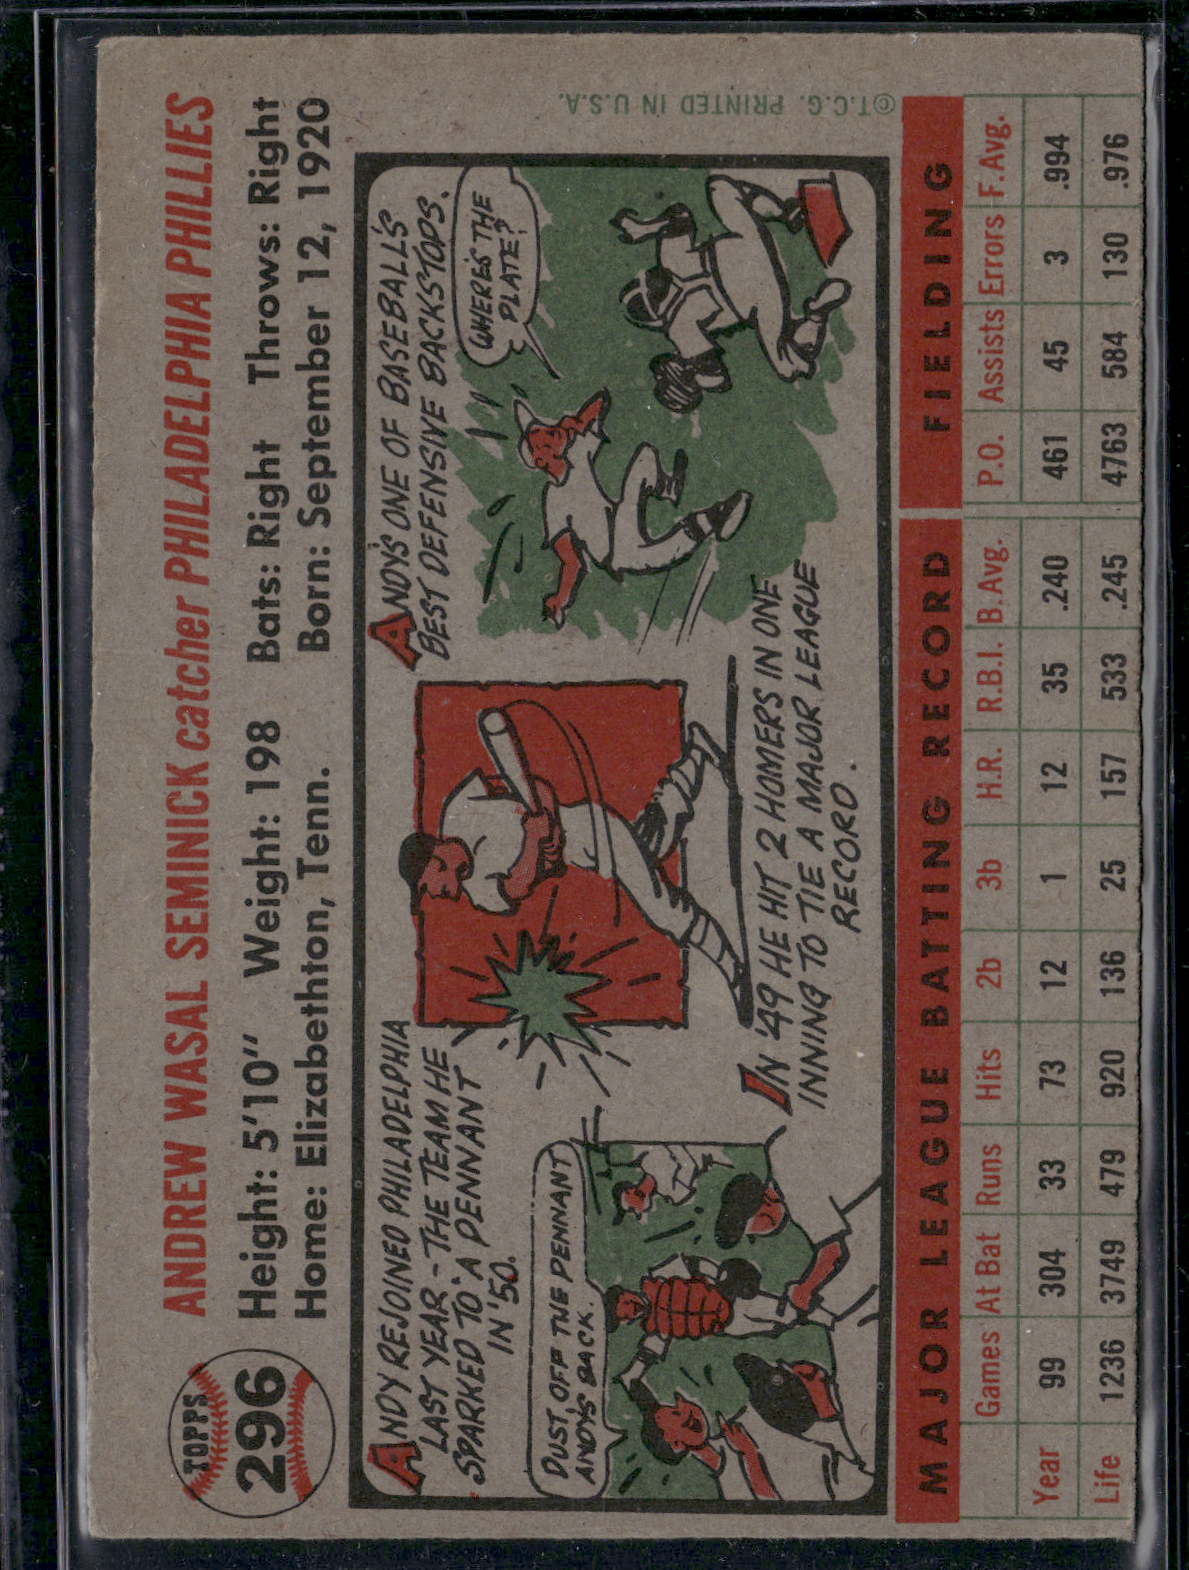 TOPPS
296
ANDREW WASAL SEMINICK catcher PHILADELPHIA PHILLIES
Height: 5'10" Weight: 198 Bats: Right Throws: Right
Home: Elizabethton, Tenn. Born: September 12, 1920
ANDY REJOINED PHILADELPHIA
LAST YEAR - THE TEAM HE
SPARKED TO A PENNANT
IN '50.
DUST OFF THE PENNANT
ANDY'S BACK.
IN '49 HE HIT 2 HOMERS IN ONE
INNING TO TIE A MAJOR LEAGUE
RECORD.
ANDY'S ONE OF BASEBALL'S
BEST DEFENSIVE BACKSTOPS.
WHERE'S THE
PLATE?
©T.C.G. PRINTED IN U.S.A.
MAJOR LEAGUE BATTING RECORD FIELDING
Games At Bat Runs Hits 2b 3b H.R. R.B.I. B.Avg. P.O. Assists Errors F.Avg.
Year 99 304 33 73 12 1 12 35 .240 461 45 3 .994
Life 1236 3749 479 920 136 25 157 533 .245 4763 584 130 .976